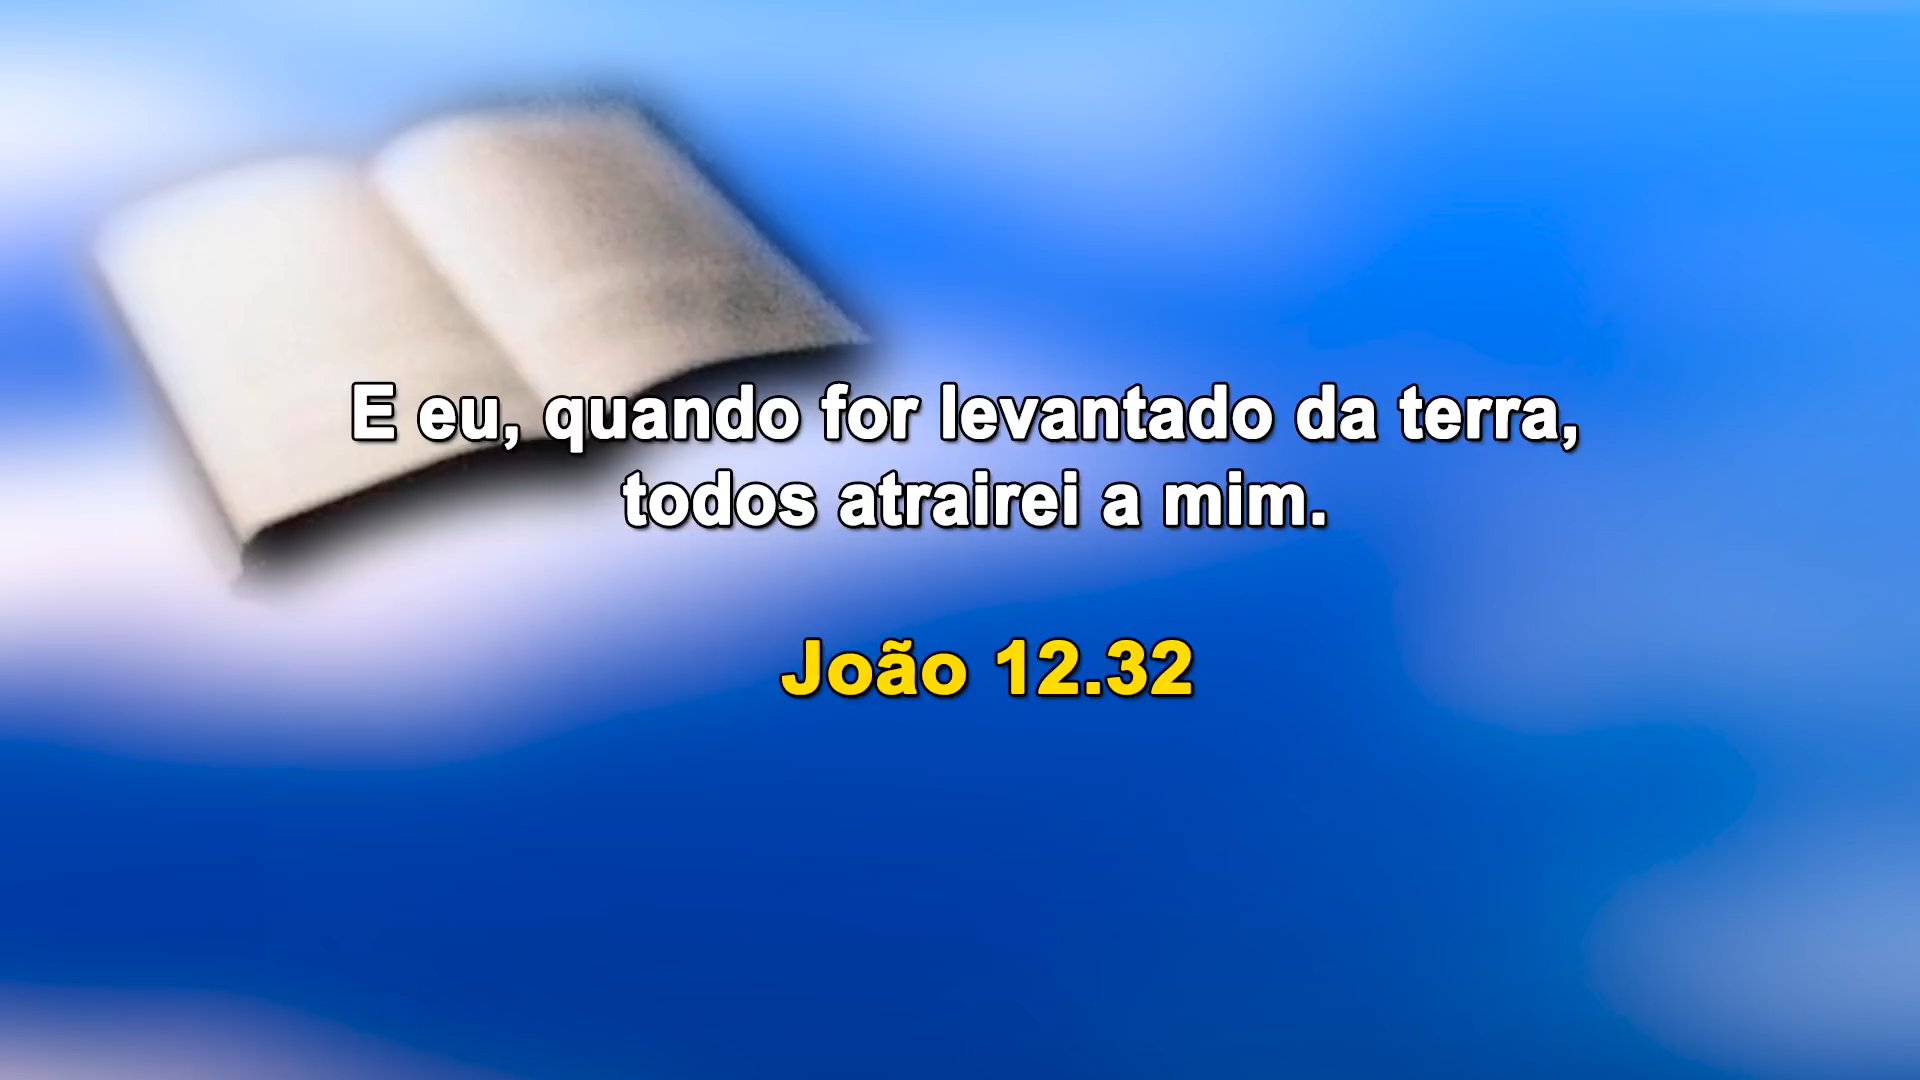 E eu, quando for levantado da terra,
todos atrairei a mim.
João 12.32